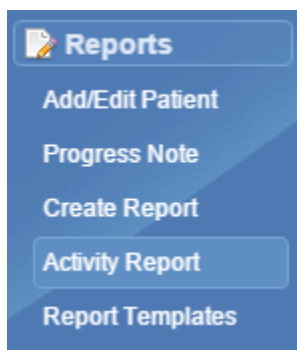 Reports
Add/Edit Patient
Progress Note
Create Report
Activity Report
Report Templates